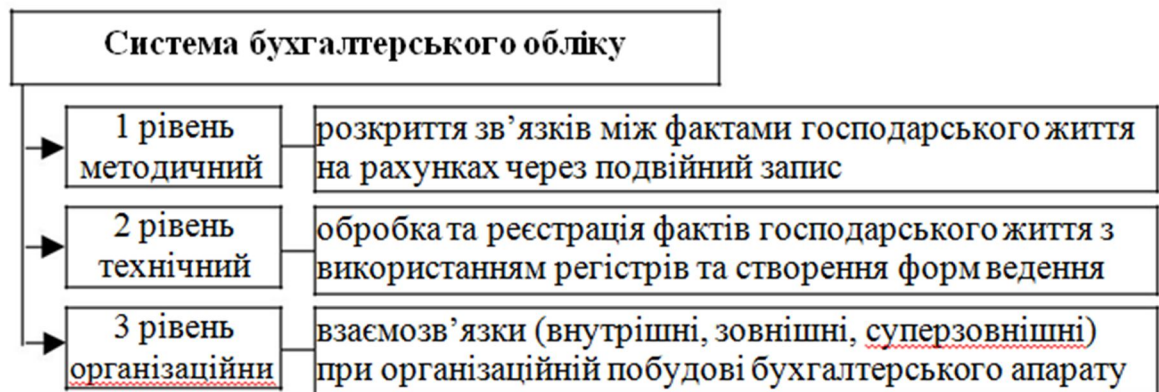 Система бухгалтерського обліку
1 рівень
методичний
розкриття зв’язків між фактами господарського життя
на рахунках через подвійний запис
2 рівень
технічний
обробка та реєстрація фактів господарського життя з
використанням регістрів та створення форм ведення
3 рівень
організаційни
взаємозв’язки (внутрішні, зовнішні, суперзовнішні)
при організаційній побудові бухгалтерського апарату